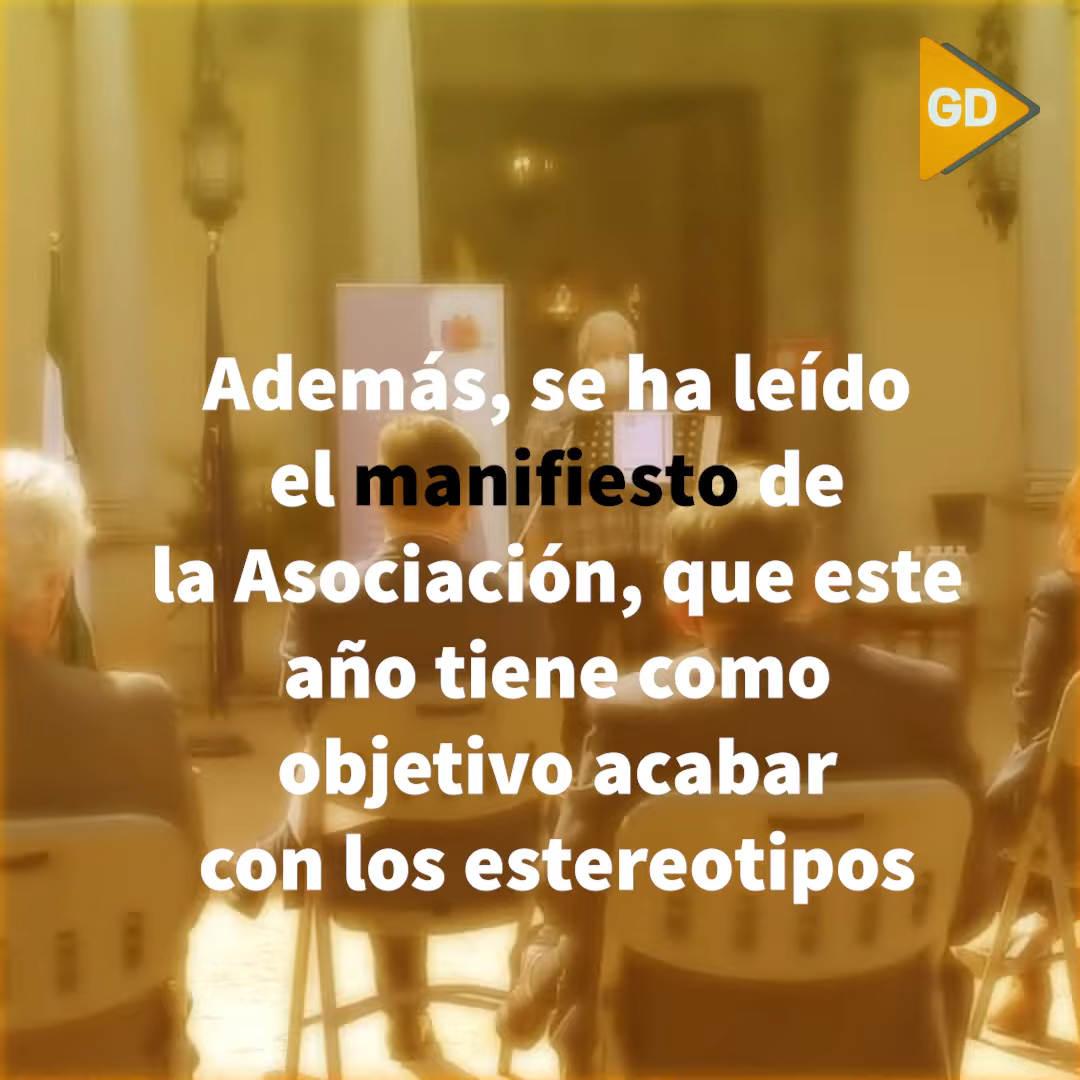 GD
Además, se ha leído
el manifiesto de
la Asociación, que este
año tiene como
objetivo acabar
con los estereotipos